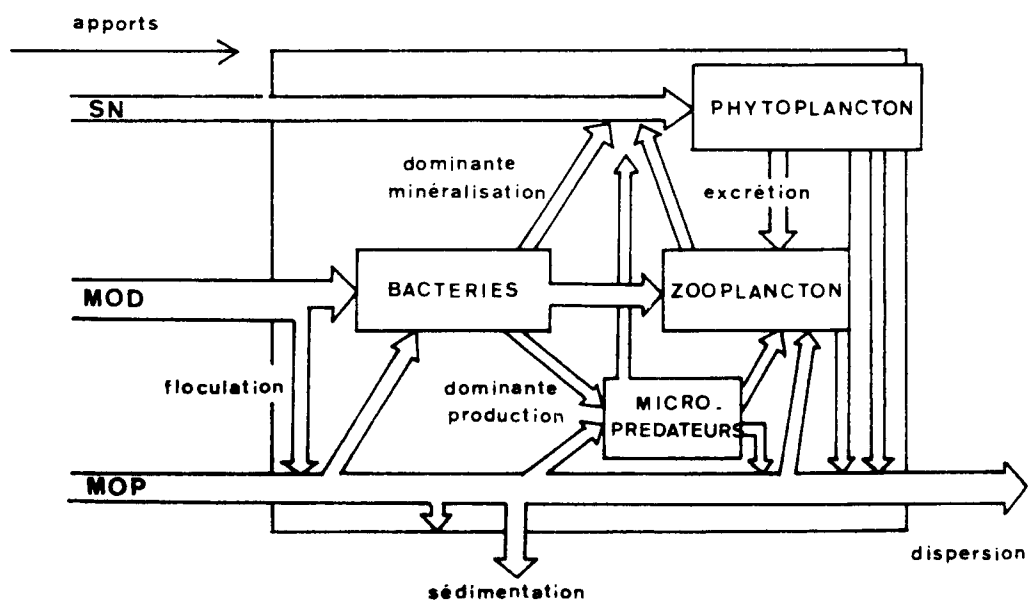 apports
SN
PHYTOPLANCTON
dominante
minéralisation
excrétion
MOD
BACTERIES
ZOOPLANCTON
floculation
dominante
production
MICRO-
PREDATEURS
MOP
dispersion
sédimentation